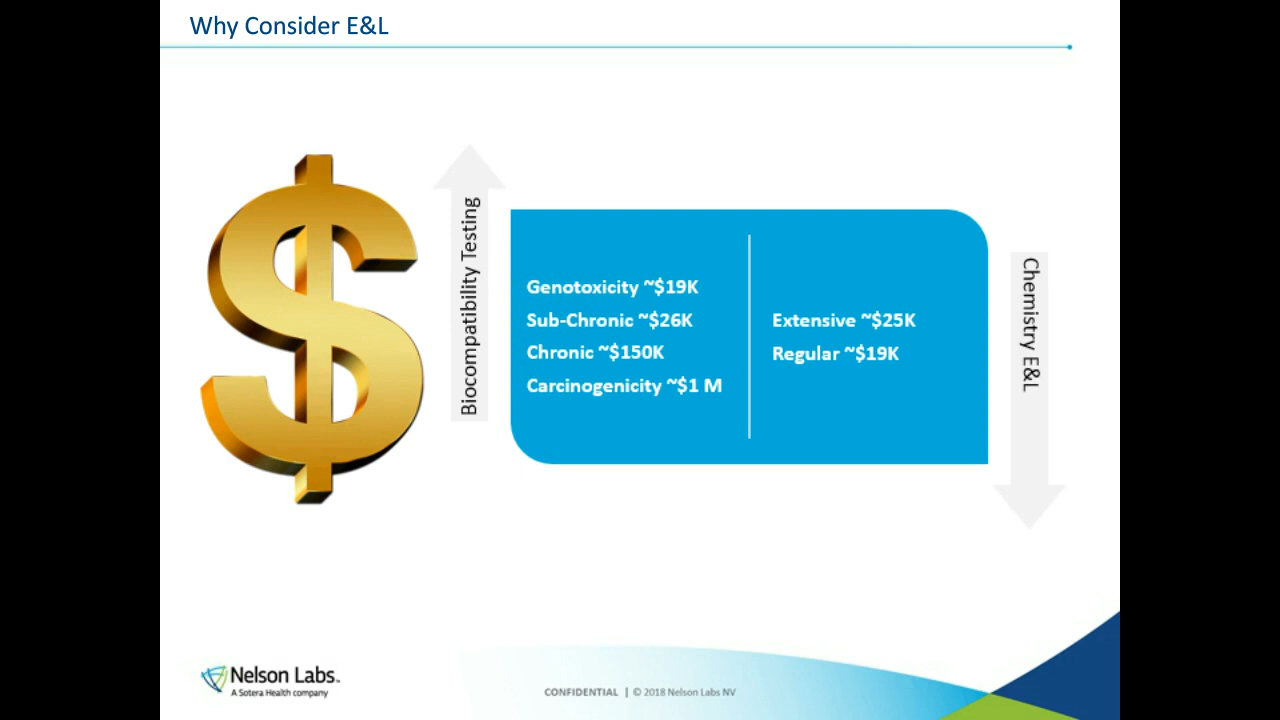 Why Consider E&L
Biocompatibility Testing
Genotoxicity ~$19K
Sub-Chronic ~$26K
Chronic ~$150K
Carcinogenicity ~$1 M
Extensive ~$25K
Regular ~$19K
Chemistry E&L
Nelson Labs™
A Sotera Health company
CONFIDENTIAL | © 2018 Nelson Labs NV